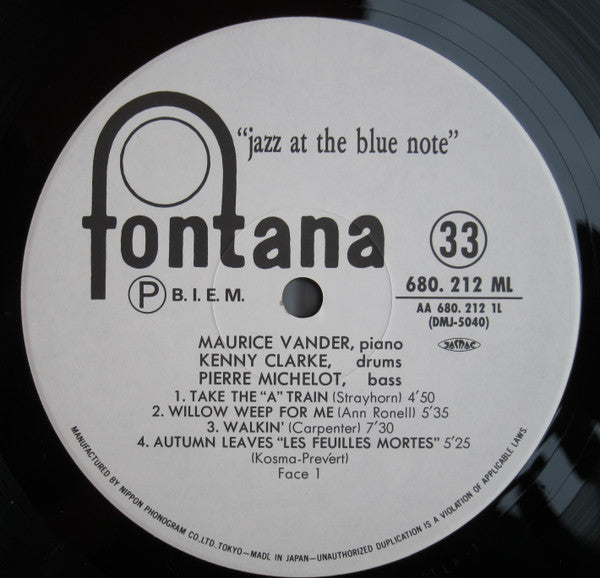 "jazz at the blue note"
fontana
33
P B.I.E.M.
680. 212 ML
AA 680. 212 1L
(DMJ-5040)
JASRAC
MAURICE VANDER, piano
KENNY CLARKE, drums
PIERRE MICHELOT, bass
1. TAKE THE "A" TRAIN (Strayhorn) 4'50
2. WILLOW WEEP FOR ME (Ann Ronell) 5'35
3. WALKIN' (Carpenter) 7'30
4. AUTUMN LEAVES "LES FEUILLES MORTES" 5'25
(Kosma-Prevért)
Face 1
MANUFACTURED BY NIPPON PHONOGRAM CO., LTD. TOKYO—MADL IN JAPAN—UNAUTHORIZED DUPLICATION IS A VIOLATION OF APPLICABLE LAWS